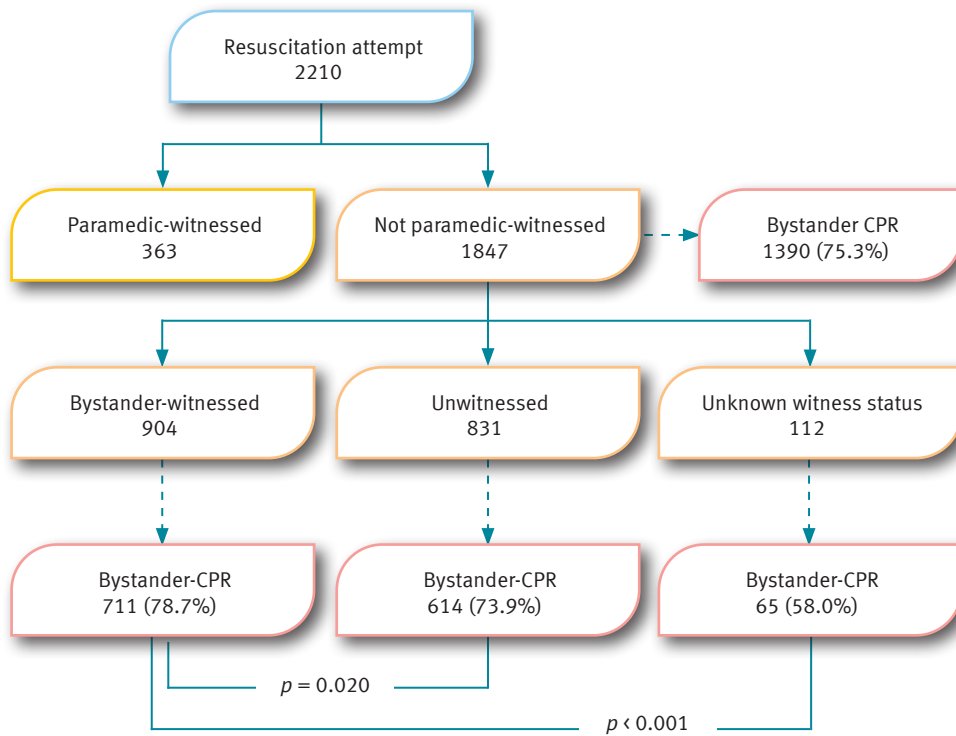 Resuscitation attempt
2210
Paramedic-witnessed
363
Not paramedic-witnessed
1847
Bystander CPR
1390 (75.3%)
Bystander-witnessed
904
Unwitnessed
831
Unknown witness status
112
Bystander-CPR
711 (78.7%)
Bystander-CPR
614 (73.9%)
Bystander-CPR
65 (58.0%)
p = 0.020
p < 0.001